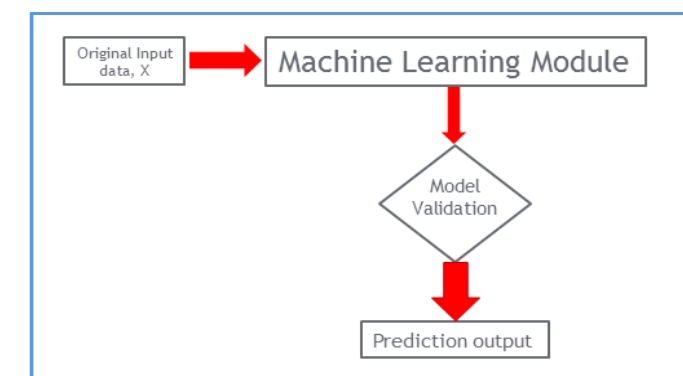 Original Input
data, X
Machine Learning Module
Model
Validation
Prediction output